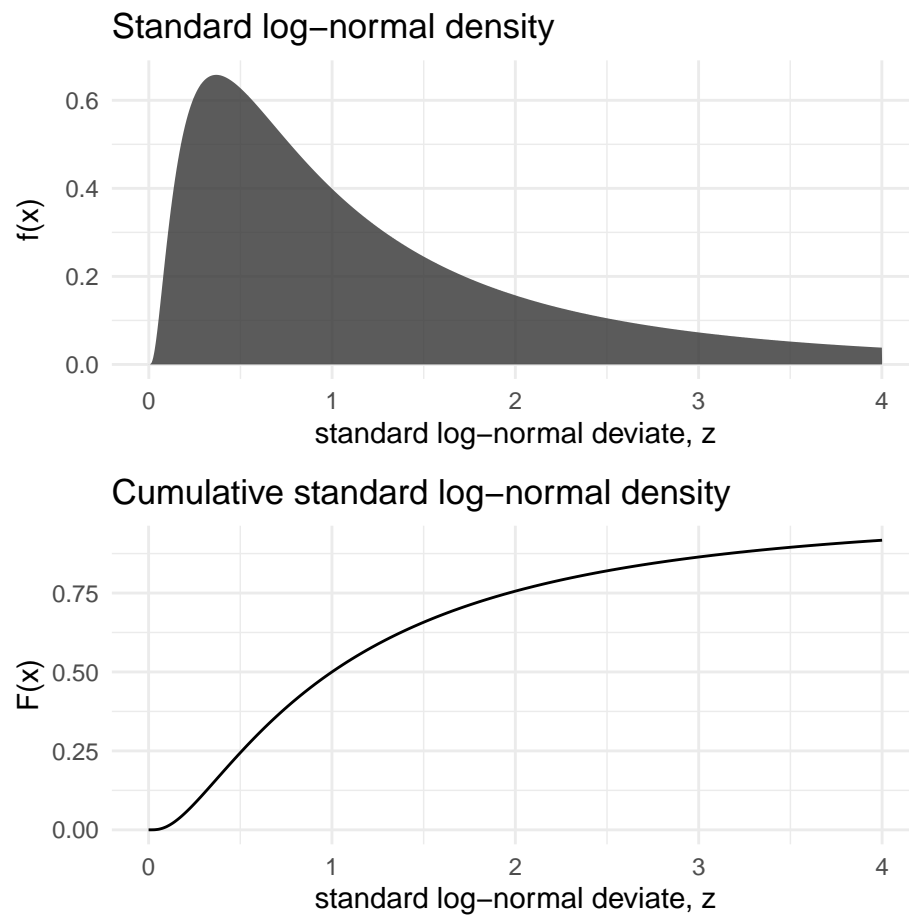 Standard log−normal density
f(x)
0.6
0.4
0.2
0.0
0 1 2 3 4
standard log−normal deviate, z
Cumulative standard log−normal density
F(x)
0.75
0.50
0.25
0.00
0 1 2 3 4
standard log−normal deviate, z